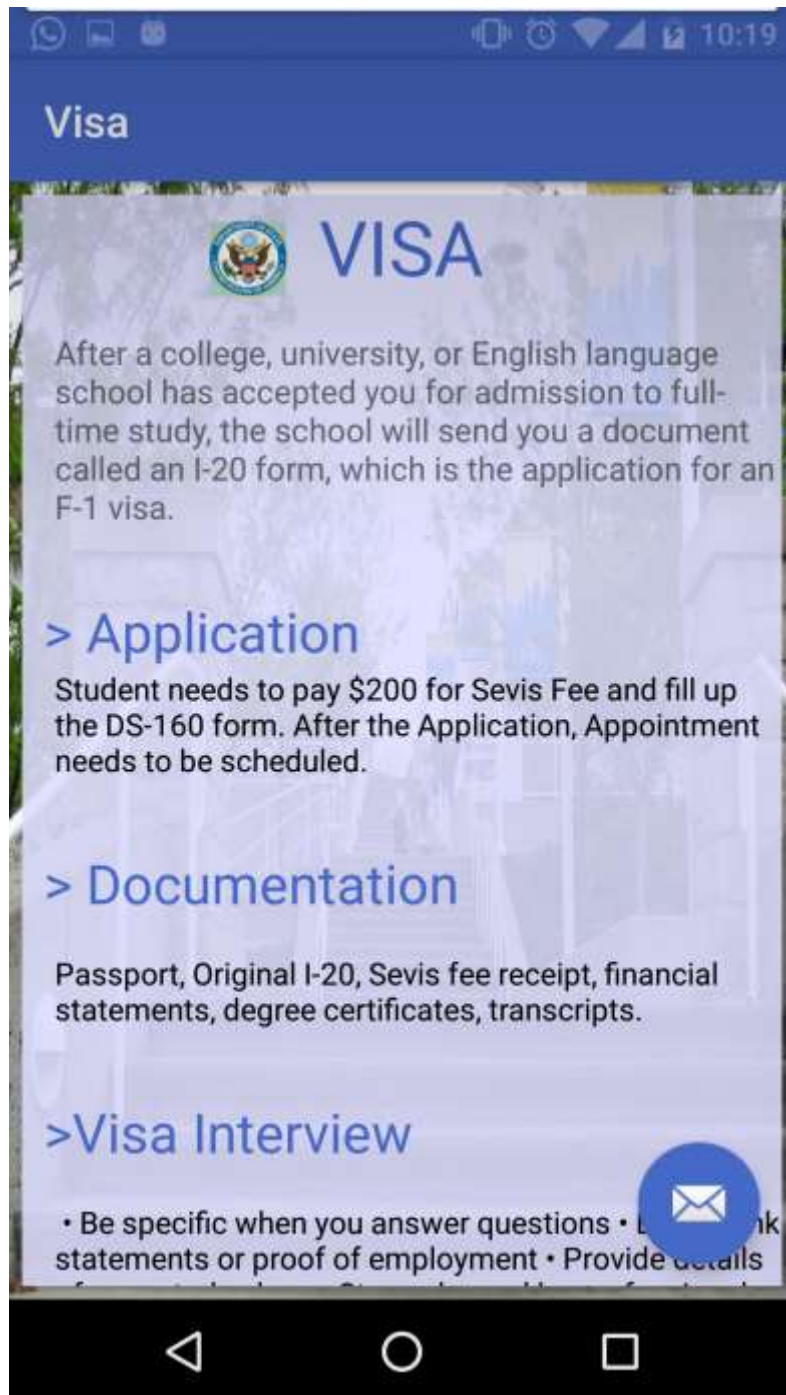 10:19
Visa
VISA
After a college, university, or English language
school has accepted you for admission to full-
time study, the school will send you a document
called an I-20 form, which is the application for an
F-1 visa.
> Application
Student needs to pay $200 for Sevis Fee and fill up
the DS-160 form. After the Application, Appointment
needs to be scheduled.
> Documentation
Passport, Original I-20, Sevis fee receipt, financial
statements, degree certificates, transcripts.
>Visa Interview
• Be specific when you answer questions •
statements or proof of employment • Provide details